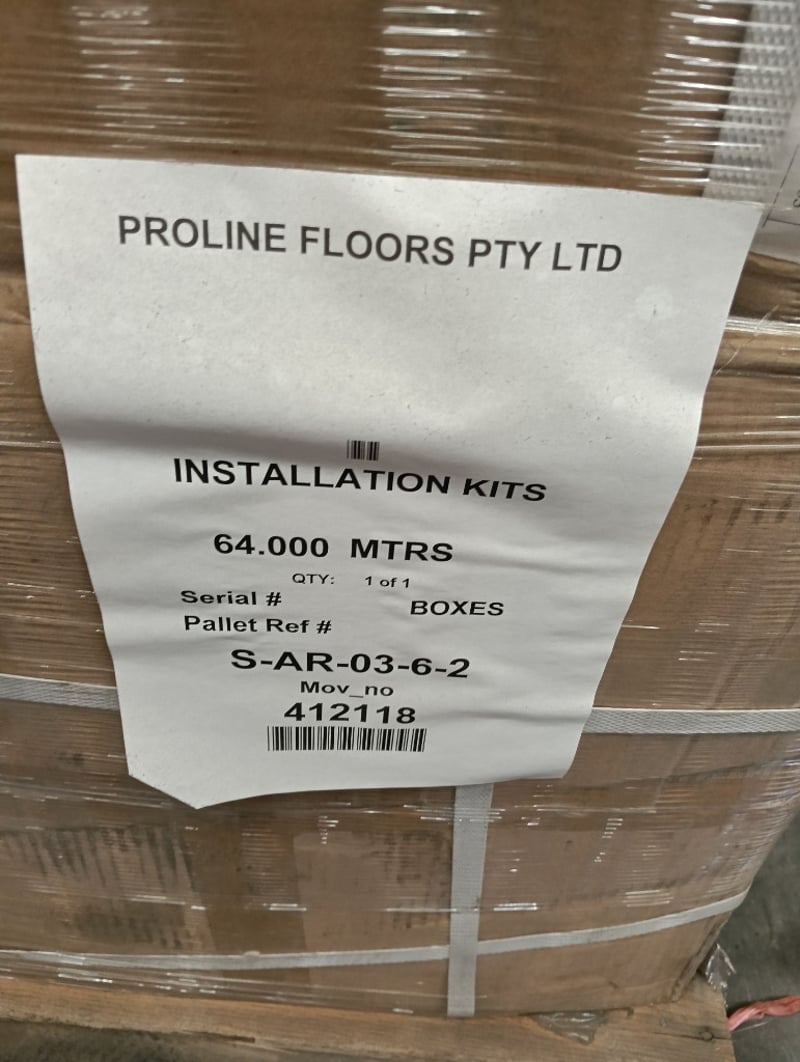 PROLINE FLOORS PTY LTD
INSTALLATION KITS
64.000 MTRS
QTY: 1 of 1
Serial # BOXES
Pallet Ref #
S-AR-03-6-2
Mov_no
412118